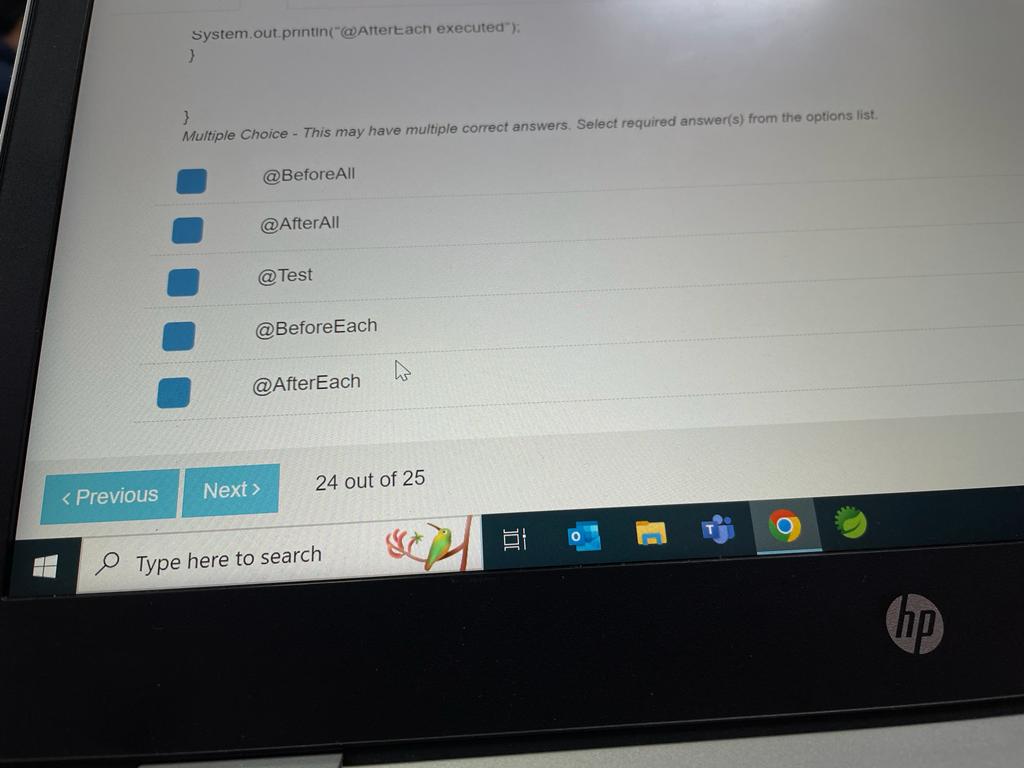 System.out.println("@AfterEach executed");
}
}
Multiple Choice - This may have multiple correct answers. Select required answer(s) from the options list.
@BeforeAll
@AfterAll
@Test
@BeforeEach
@AfterEach
< Previous
Next >
24 out of 25
Type here to search
hp